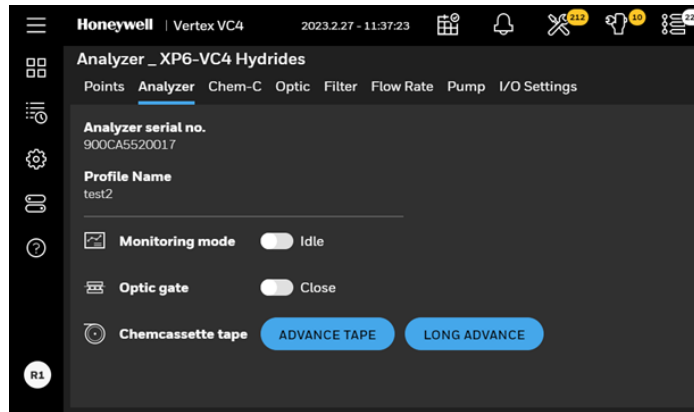 Honeywell | Vertex VC4 2023.2.27 - 11:37:23 212 10
Analyzer _ XP6-VC4 Hydrides
Points Analyzer Chem-C Optic Filter Flow Rate Pump I/O Settings
Analyzer serial no.
900CA5520017
Profile Name
test2
Monitoring mode Idle
Optic gate Close
Chemcassette tape ADVANCE TAPE LONG ADVANCE
R1